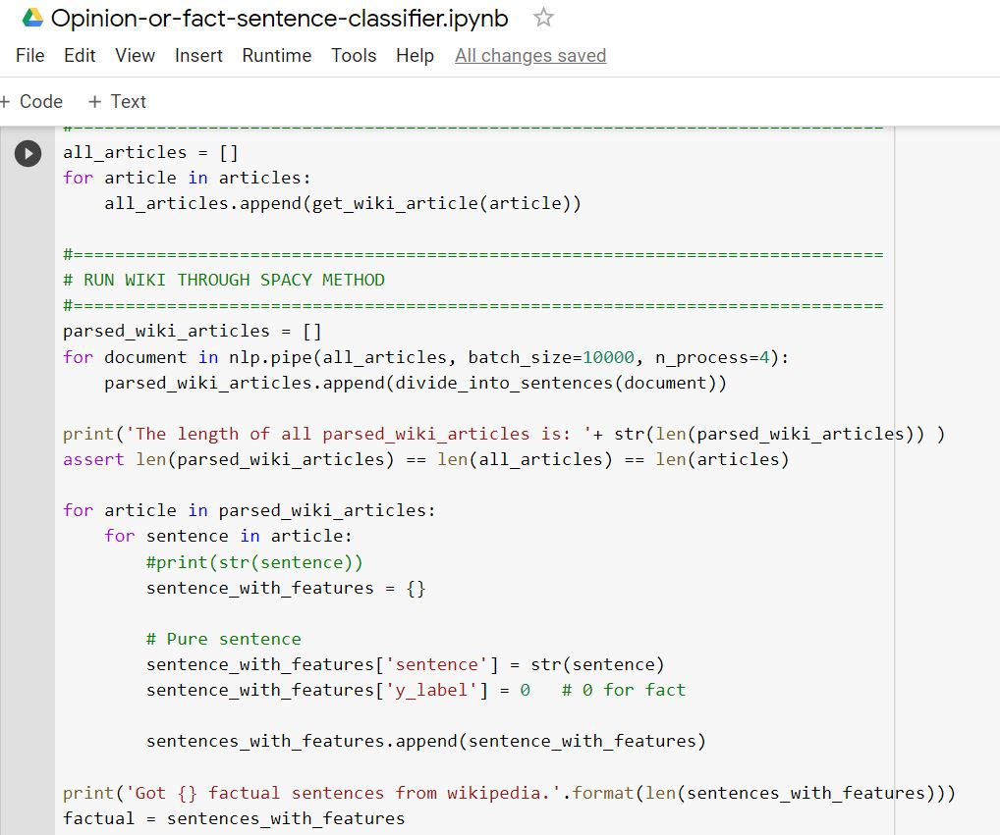 Opinion-or-fact-sentence-classifier.ipynb
File Edit View Insert Runtime Tools Help All changes saved
+ Code + Text
#==============================================================================
all_articles = []
for article in articles:
    all_articles.append(get_wiki_article(article))
#==============================================================================
# RUN WIKI THROUGH SPACY METHOD
#==============================================================================
parsed_wiki_articles = []
for document in nlp.pipe(all_articles, batch_size=10000, n_process=4):
    parsed_wiki_articles.append(divide_into_sentences(document))
print('The length of all parsed_wiki_articles is: '+ str(len(parsed_wiki_articles)) )
assert len(parsed_wiki_articles) == len(all_articles) == len(articles)
for article in parsed_wiki_articles:
    for sentence in article:
        #print(str(sentence))
        sentence_with_features = {}
        # Pure sentence
        sentence_with_features['sentence'] = str(sentence)
        sentence_with_features['y_label'] = 0   # 0 for fact
        sentences_with_features.append(sentence_with_features)
print('Got {} factual sentences from wikipedia.'.format(len(sentences_with_features)))
factual = sentences_with_features